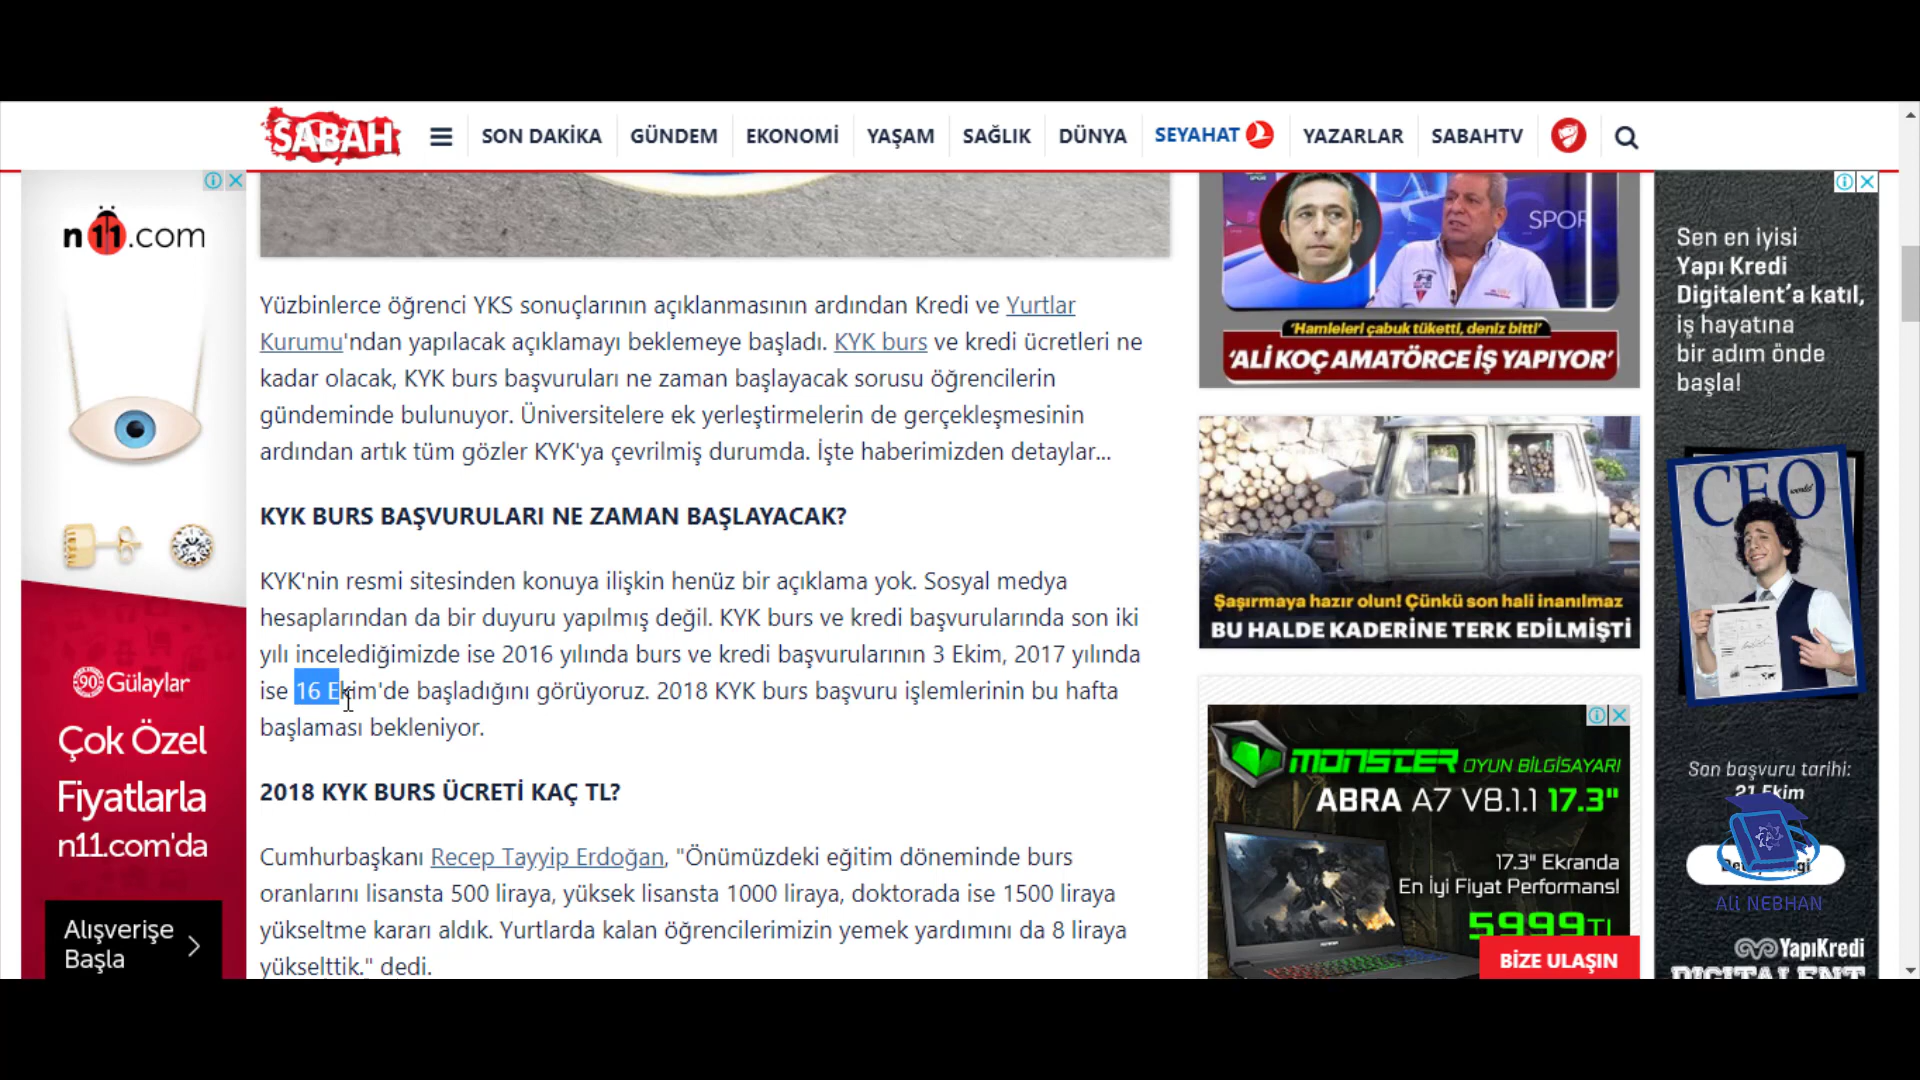 SABAH
SON DAKİKA
GÜNDEM
EKONOMİ
YAŞAM
SAĞLIK
DÜNYA
SEYAHAT
YAZARLAR
SABAHTV
n11.com
90 Gülaylar
Çok Özel
Fiyatlarla
n11.com'da
Alışverişe
Başla
Yüzbinlerce öğrenci YKS sonuçlarının açıklanmasının ardından Kredi ve Yurtlar
Kurumu'ndan yapılacak açıklamayı beklemeye başladı. KYK burs ve kredi ücretleri ne
kadar olacak, KYK burs başvuruları ne zaman başlayacak sorusu öğrencilerin
gündeminde bulunuyor. Üniversitelere ek yerleştirmelerin de gerçekleşmesinin
ardından artık tüm gözler KYK'ya çevrilmiş durumda. İşte haberimizden detaylar...
KYK BURS BAŞVURULARI NE ZAMAN BAŞLAYACAK?
KYK'nin resmi sitesinden konuya ilişkin henüz bir açıklama yok. Sosyal medya
hesaplarından da bir duyuru yapılmış değil. KYK burs ve kredi başvurularında son iki
yılı incelediğimizde ise 2016 yılında burs ve kredi başvurularının 3 Ekim, 2017 yılında
ise 16 Ekim'de başladığını görüyoruz. 2018 KYK burs başvuru işlemlerinin bu hafta
başlaması bekleniyor.
2018 KYK BURS ÜCRETİ KAÇ TL?
Cumhurbaşkanı Recep Tayyip Erdoğan, "Önümüzdeki eğitim döneminde burs
oranlarını lisansta 500 liraya, yüksek lisansta 1000 liraya, doktorada ise 1500 liraya
yükseltme kararı aldık. Yurtlarda kalan öğrencilerimizin yemek yardımını da 8 liraya
yükselttik." dedi.
SPOR
'Hamleleri çabuk tüketti, deniz bitti'
'ALİ KOÇ AMATÖRCE İŞ YAPIYOR'
Şaşırmaya hazır olun! Çünkü son hali inanılmaz
BU HALDE KADERİNE TERK EDİLMİŞTİ
MONSTER OYUN BİLGİSAYARI
ABRA A7 V8.1.1 17.3"
17.3" Ekranda
En İyi Fiyat Performans!
5999TL
BİZE ULAŞIN
Sen en iyisi
Yapı Kredi
Digitalent'a katıl,
iş hayatına
bir adım önde
başla!
CEO
Son başvuru tarihi:
21 Ekim
ALİ NEBHAN
YapıKredi
DIGITALENT